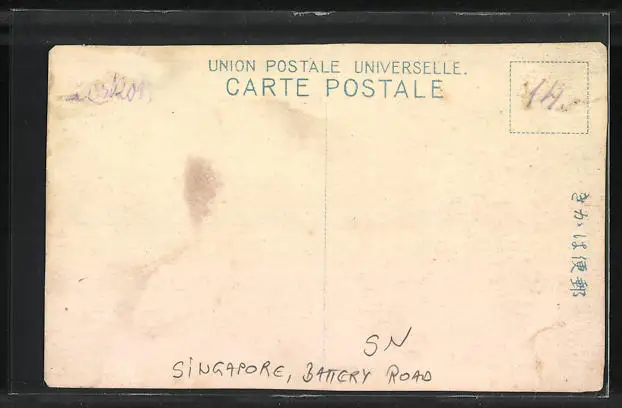 UNION POSTALE UNIVERSELLE.
CARTE POSTALE
きかは便郵
SN
SINGAPORE, BATTERY ROAD